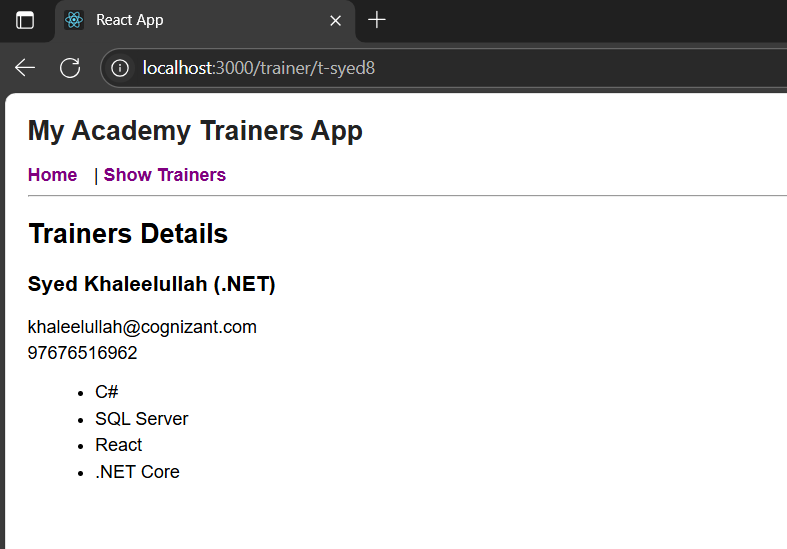 React App
localhost:3000/trainer/t-syed8
My Academy Trainers App
Home | Show Trainers
Trainers Details
Syed Khaleelullah (.NET)
khaleelullah@cognizant.com
97676516962
• C#
• SQL Server
• React
• .NET Core